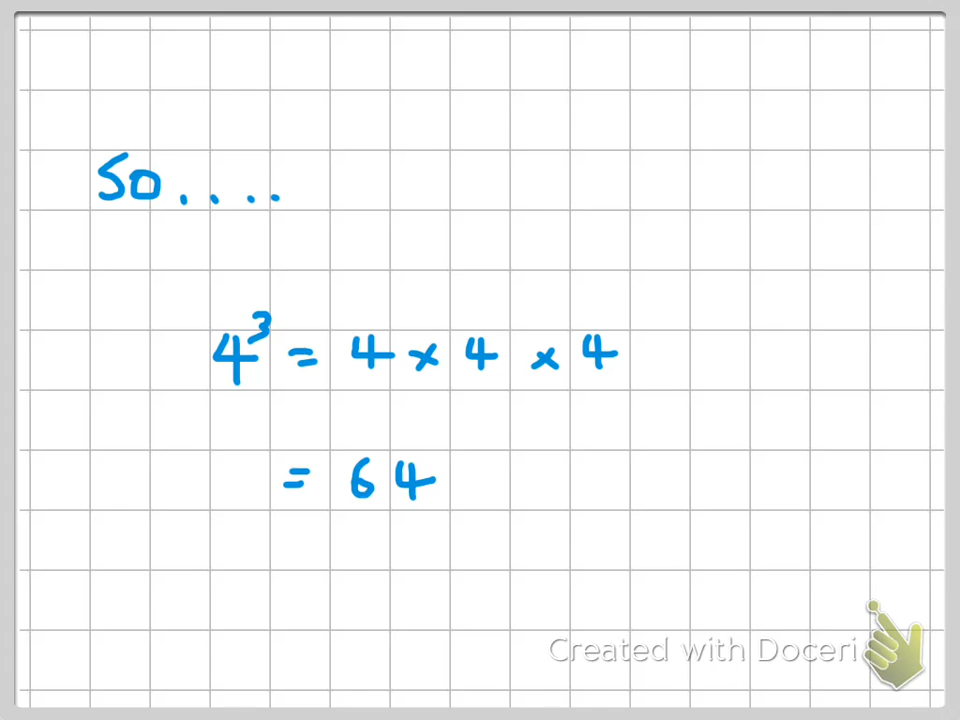 So....
4³ = 4 × 4 × 4
= 64
Created with Doceri